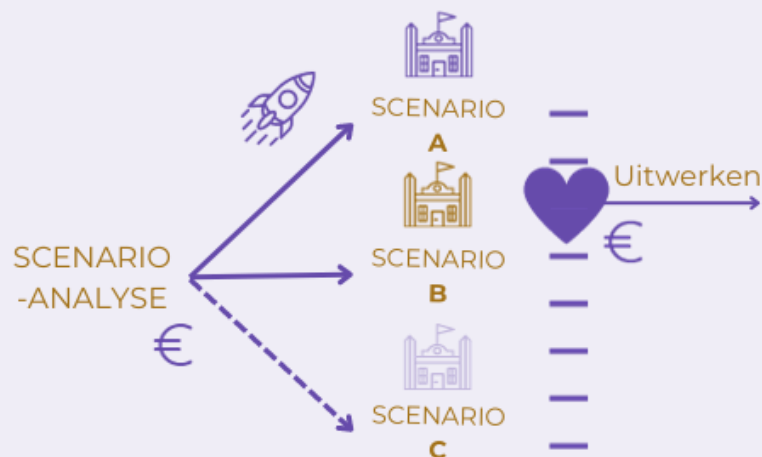 SCENARIO
-ANALYSE
€
SCENARIO
A
SCENARIO
B
SCENARIO
C
Uitwerken
€